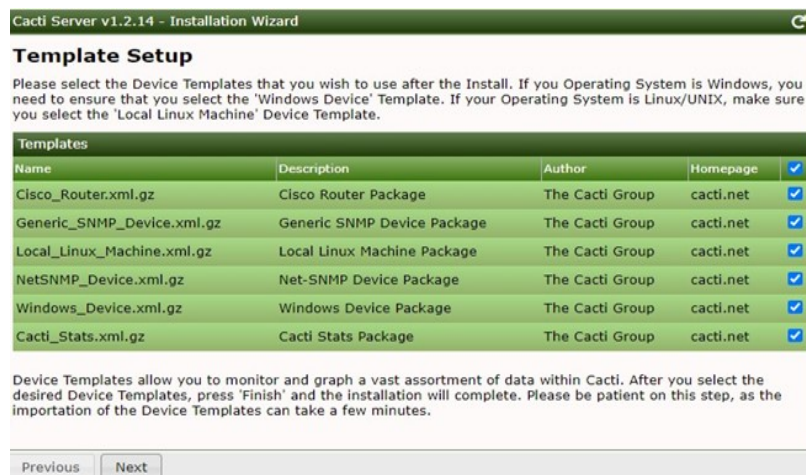 Cacti Server v1.2.14 - Installation Wizard
Template Setup
Please select the Device Templates that you wish to use after the Install. If you Operating System is Windows, you
need to ensure that you select the 'Windows Device' Template. If your Operating System is Linux/UNIX, make sure
you select the 'Local Linux Machine' Device Template.
Templates
Name Description Author Homepage
Cisco_Router.xml.gz Cisco Router Package The Cacti Group cacti.net
Generic_SNMP_Device.xml.gz Generic SNMP Device Package The Cacti Group cacti.net
Local_Linux_Machine.xml.gz Local Linux Machine Package The Cacti Group cacti.net
NetSNMP_Device.xml.gz Net-SNMP Device Package The Cacti Group cacti.net
Windows_Device.xml.gz Windows Device Package The Cacti Group cacti.net
Cacti_Stats.xml.gz Cacti Stats Package The Cacti Group cacti.net
Device Templates allow you to monitor and graph a vast assortment of data within Cacti. After you select the
desired Device Templates, press 'Finish' and the installation will complete. Please be patient on this step, as the
importation of the Device Templates can take a few minutes.
Previous Next